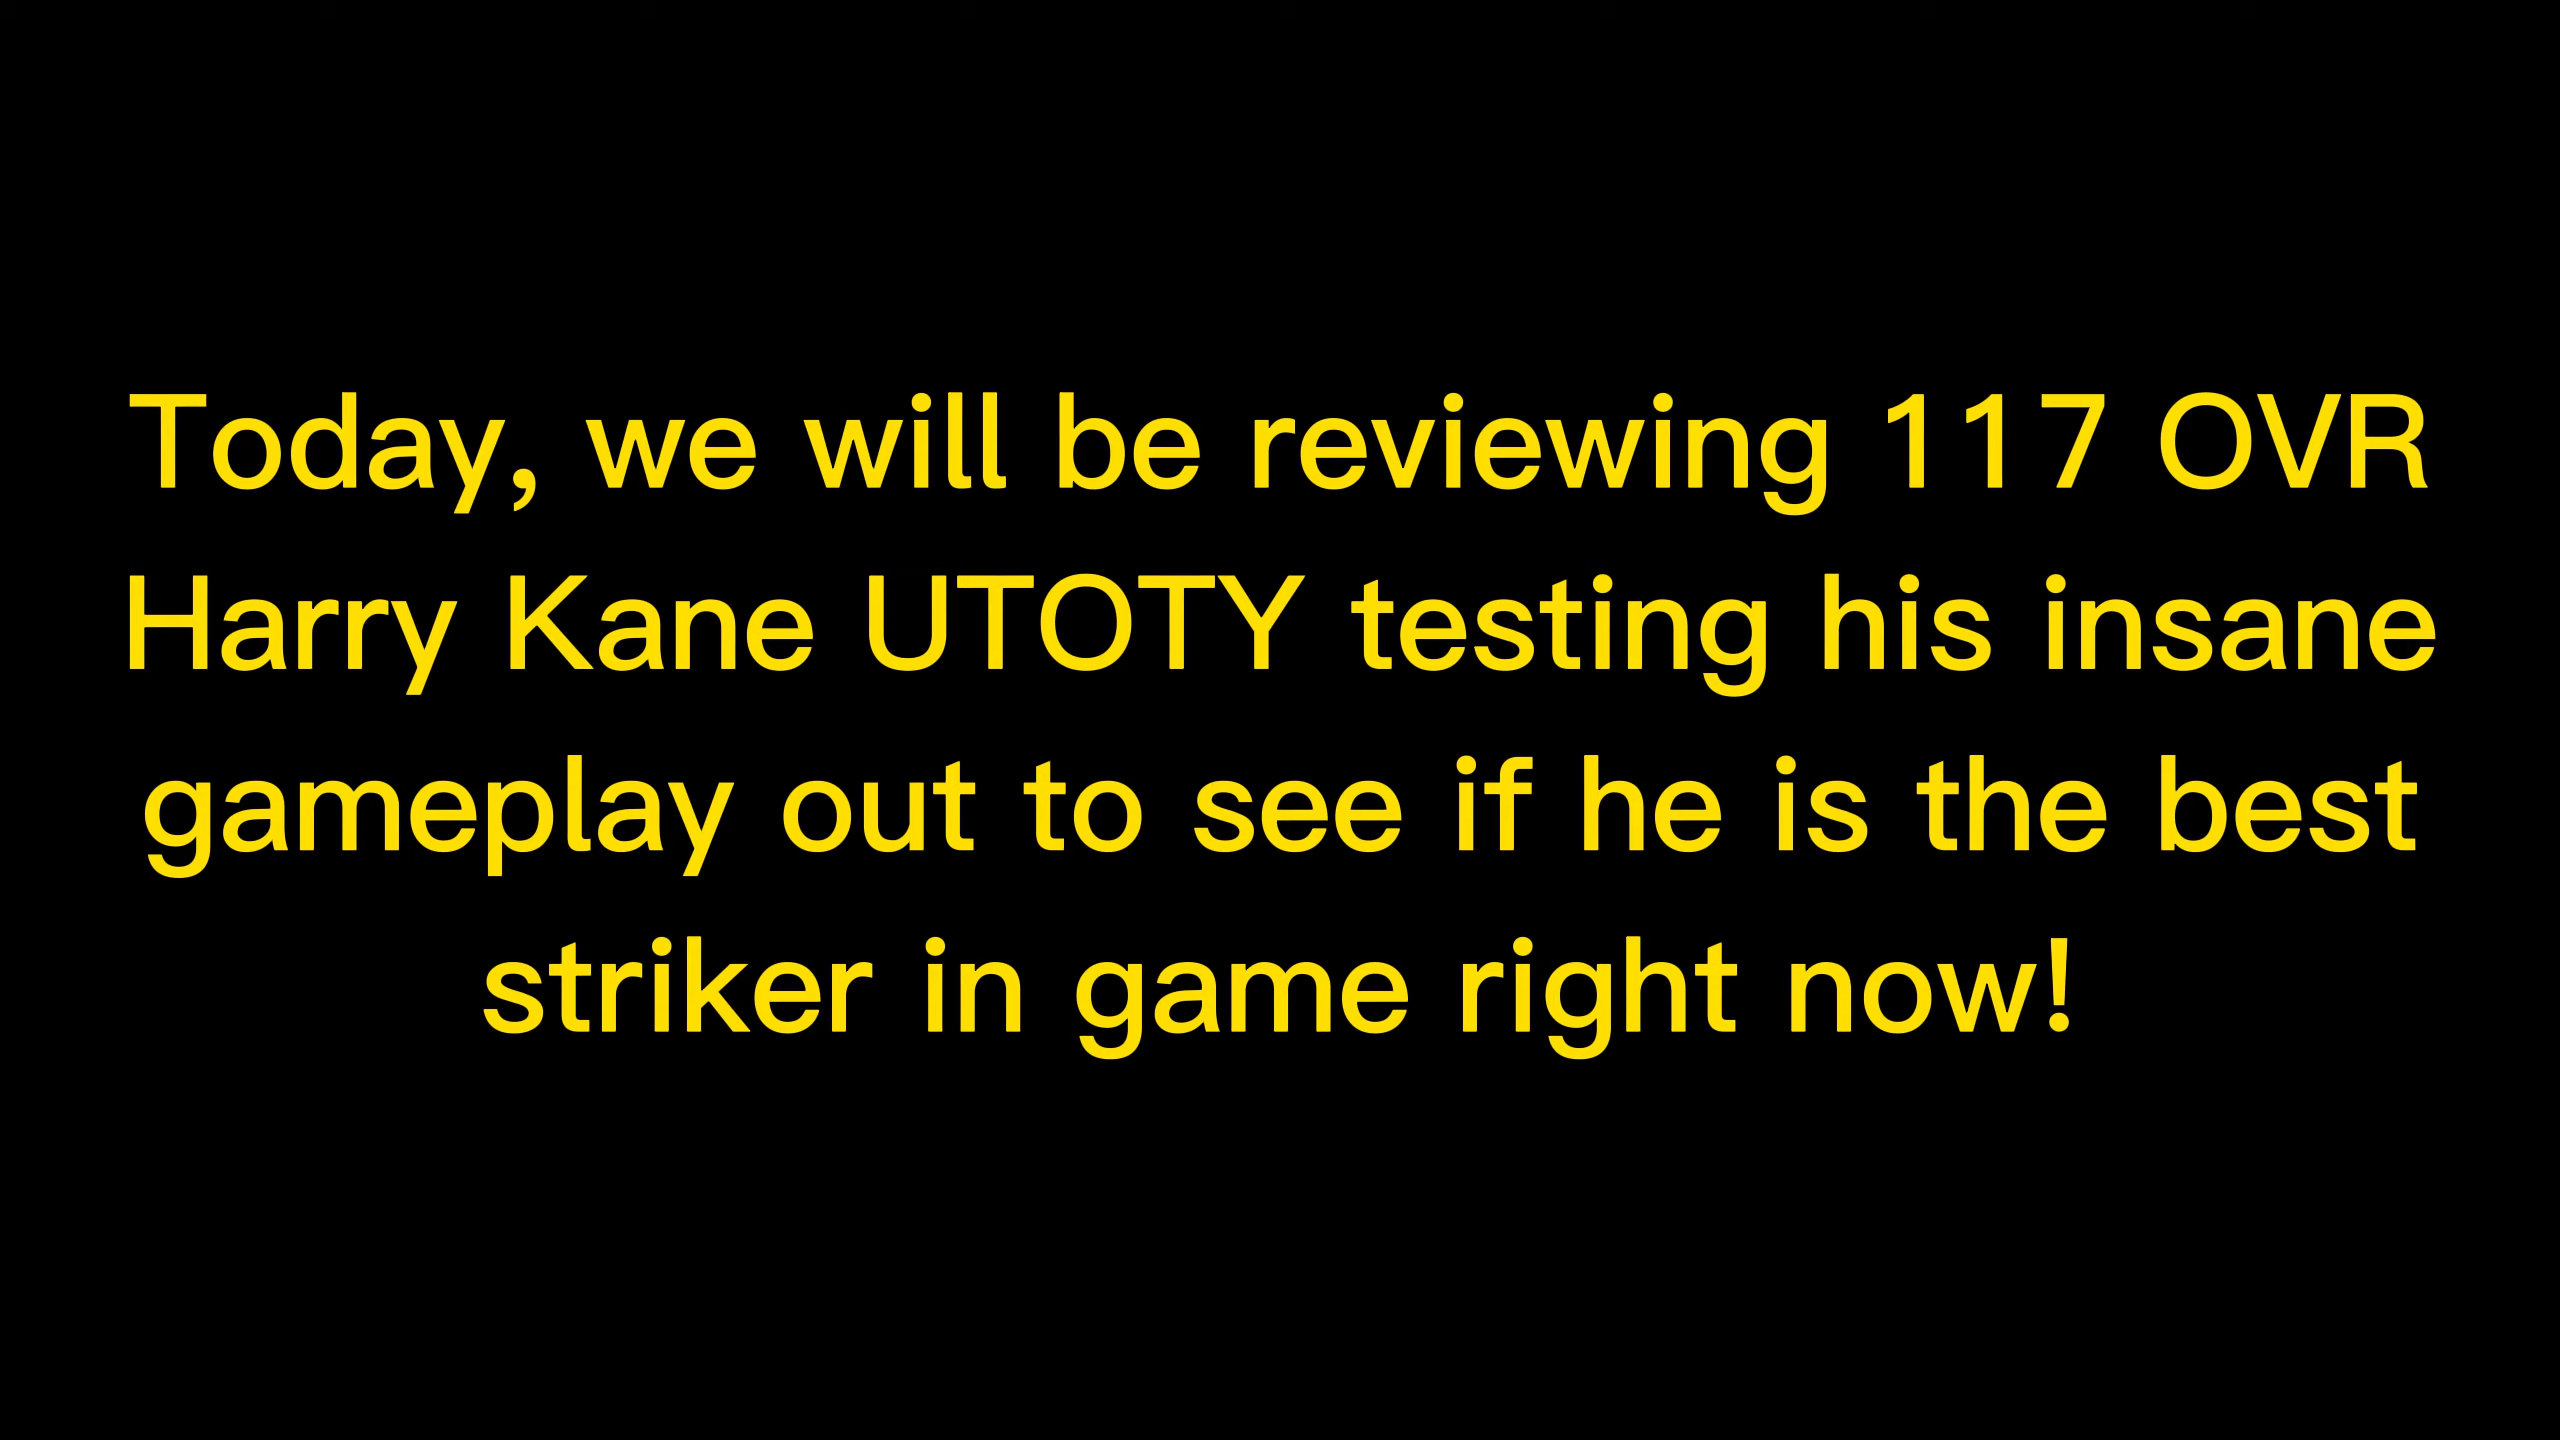 Today, we will be reviewing 117 OVR
Harry Kane UTOTY testing his insane
gameplay out to see if he is the best
striker in game right now!